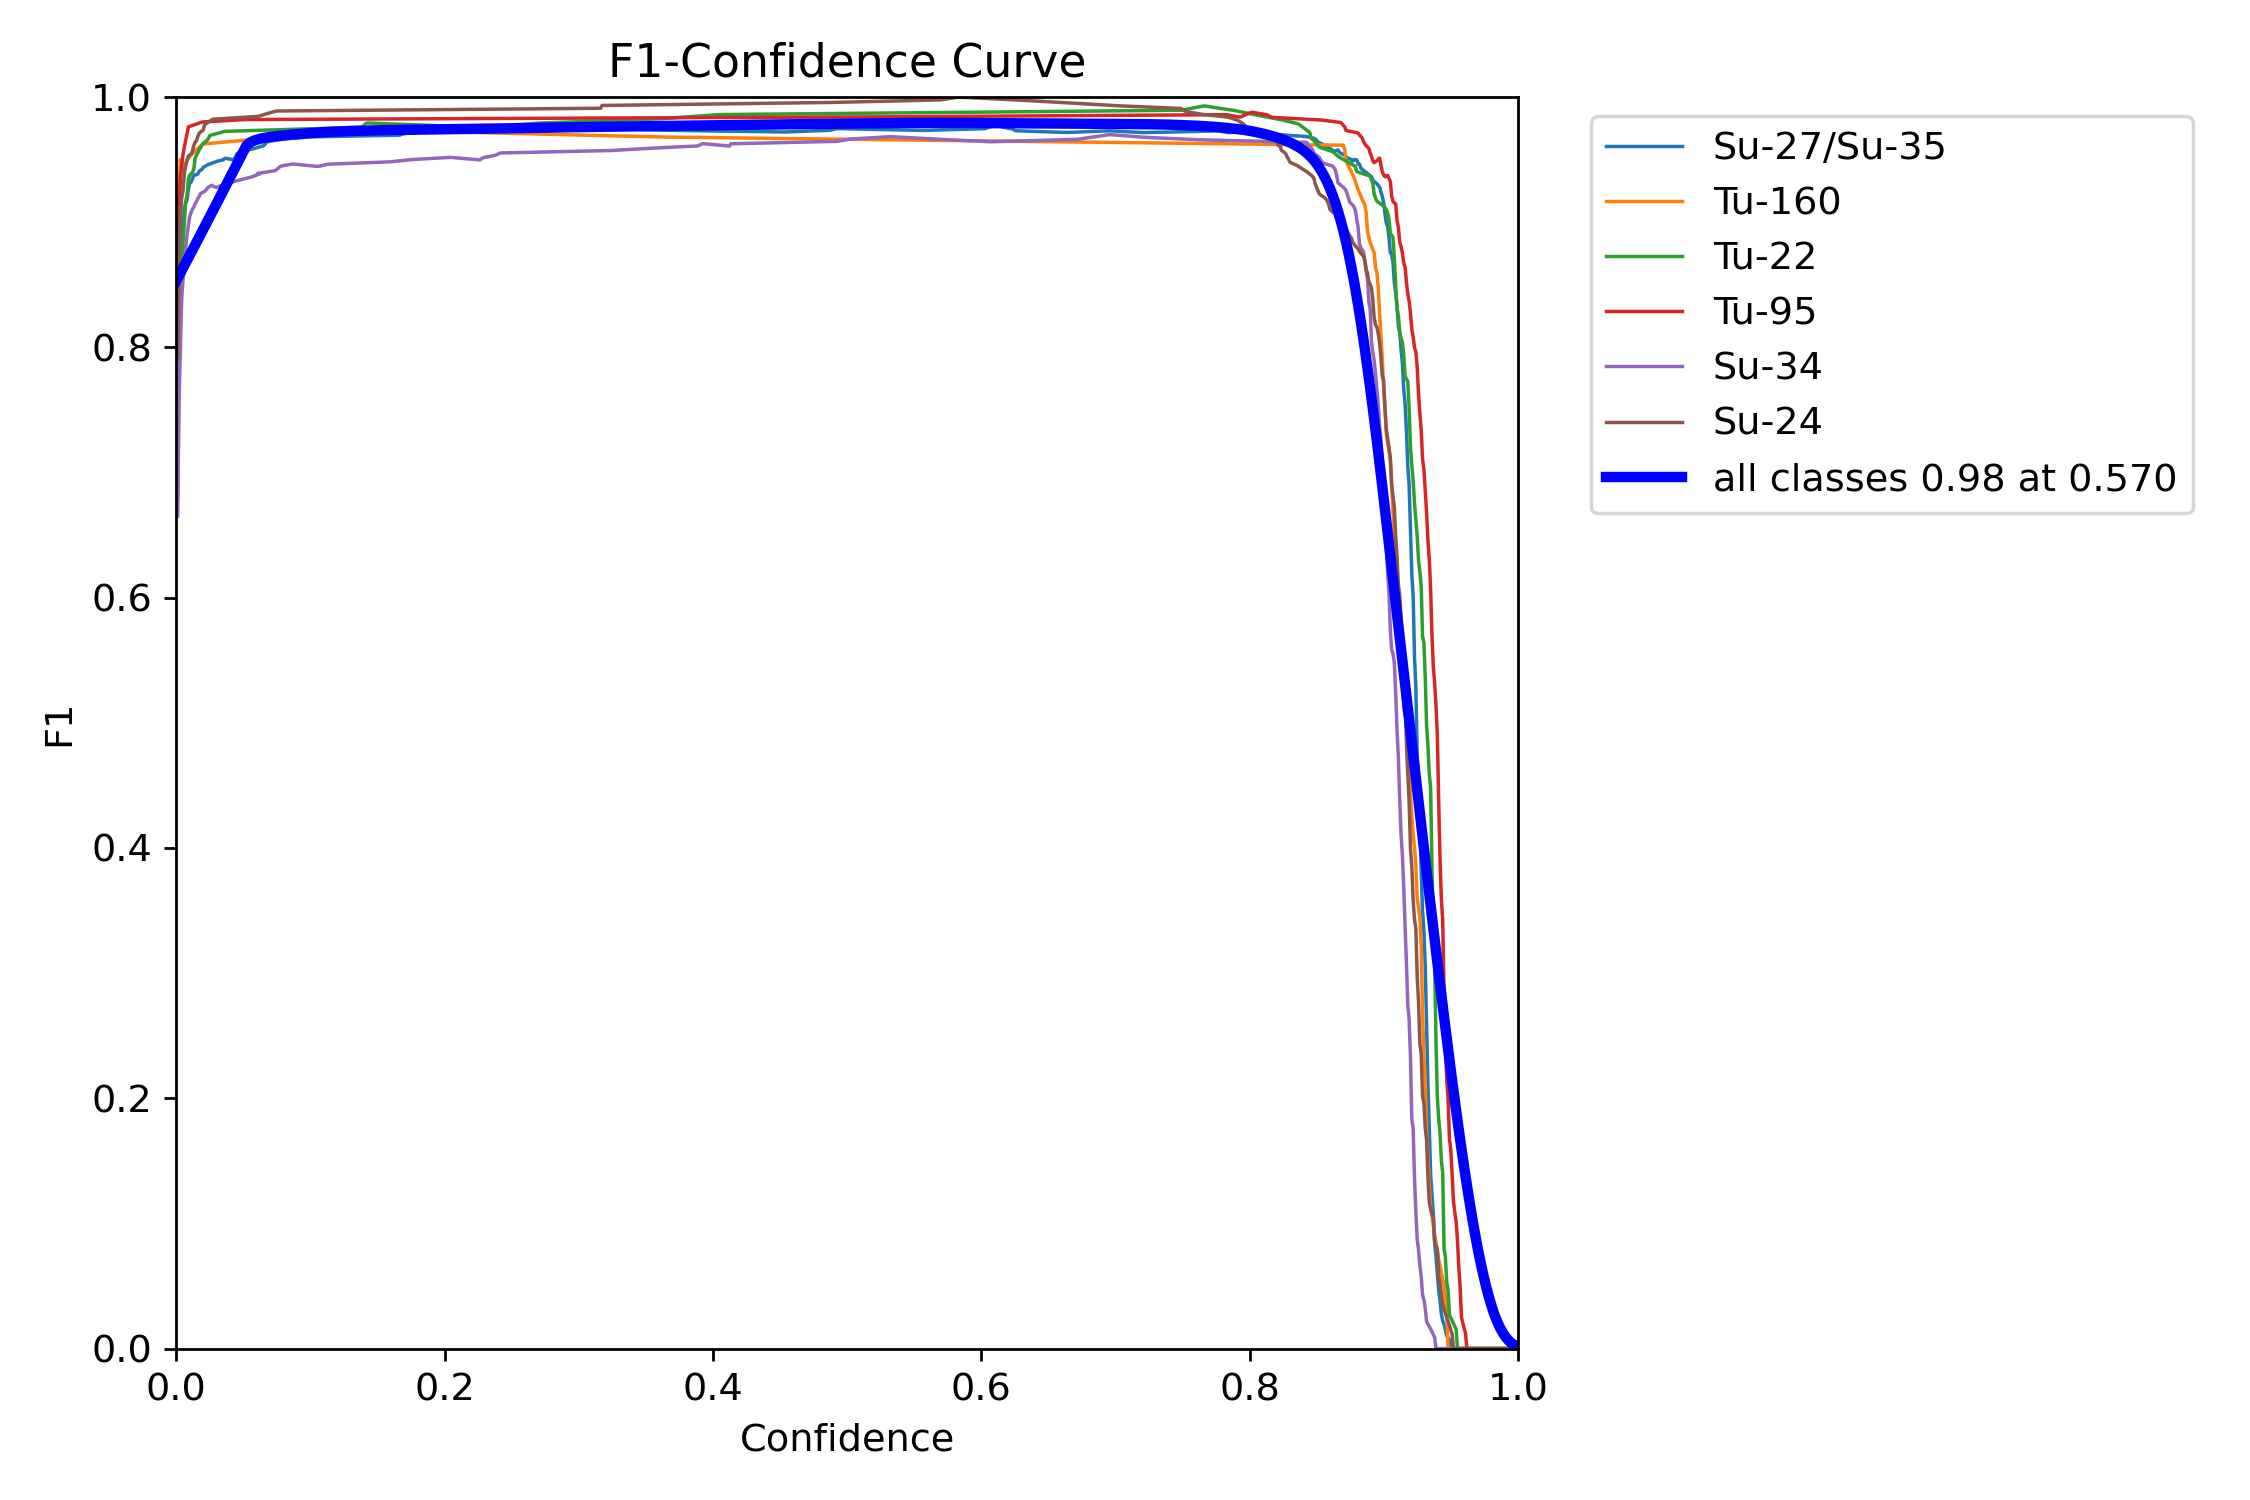 F1-Confidence Curve
1.0
0.8
0.6
0.4
0.2
0.0
F1
0.0 0.2 0.4 0.6 0.8 1.0
Confidence
Su-27/Su-35
Tu-160
Tu-22
Tu-95
Su-34
Su-24
all classes 0.98 at 0.570